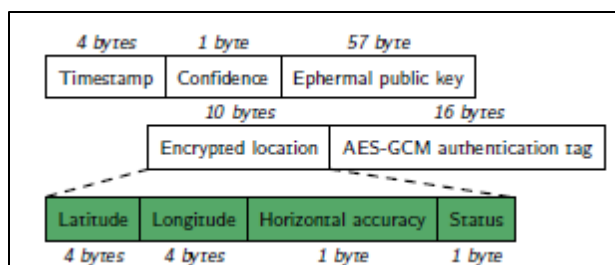 4 bytes 1 byte 57 byte
Timestamp Confidence Ephermal public key
10 bytes 16 bytes
Encrypted location AES-GCM authentication tag
Latitude Longitude Horizontal accuracy Status
4 bytes 4 bytes 1 byte 1 byte